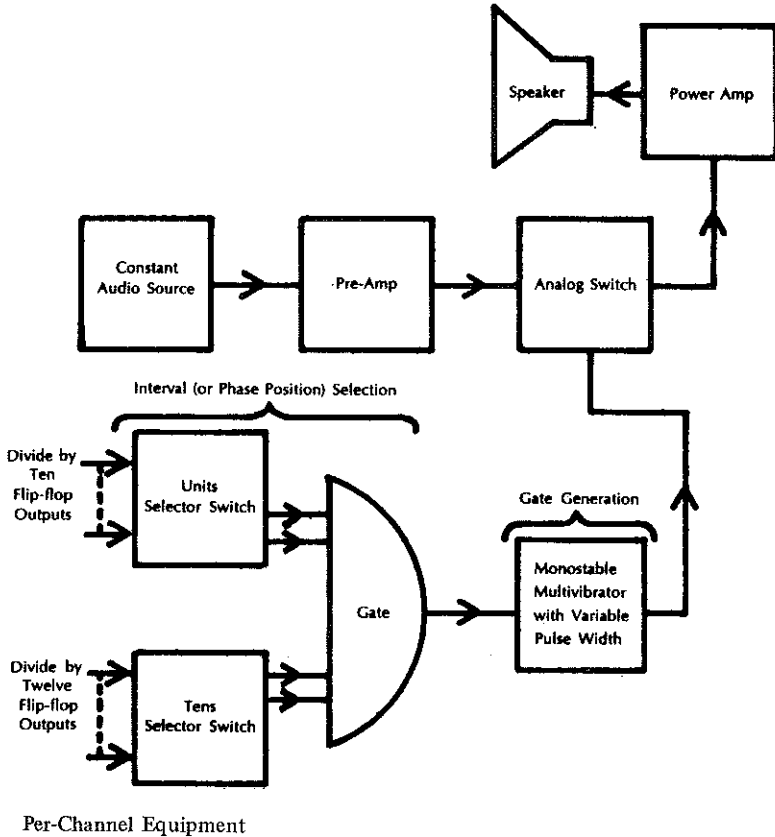 Speaker
Power Amp
Constant
Audio Source
Pre-Amp
Analog Switch
Interval (or Phase Position) Selection
Divide by
Ten
Flip-flop
Outputs
Units
Selector Switch
Gate
Gate Generation
Monostable
Multivibrator
with Variable
Pulse Width
Divide by
Twelve
Flip-flop
Outputs
Tens
Selector Switch
Per-Channel Equipment